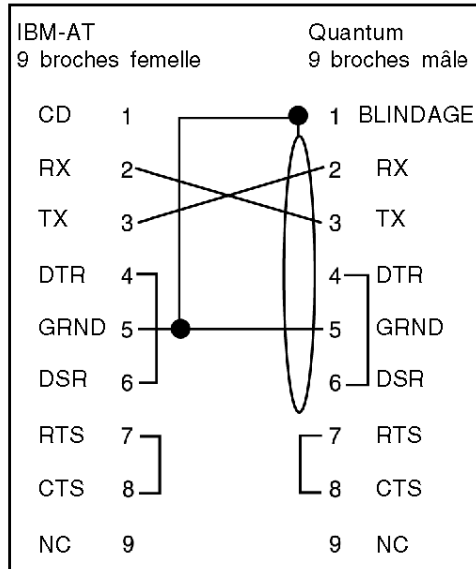 IBM-AT Quantum
9 broches femelle 9 broches mâle
CD 1 1 BLINDAGE
RX 2 2 RX
TX 3 3 TX
DTR 4 4 DTR
GRND 5 5 GRND
DSR 6 6 DSR
RTS 7 7 RTS
CTS 8 8 CTS
NC 9 9 NC